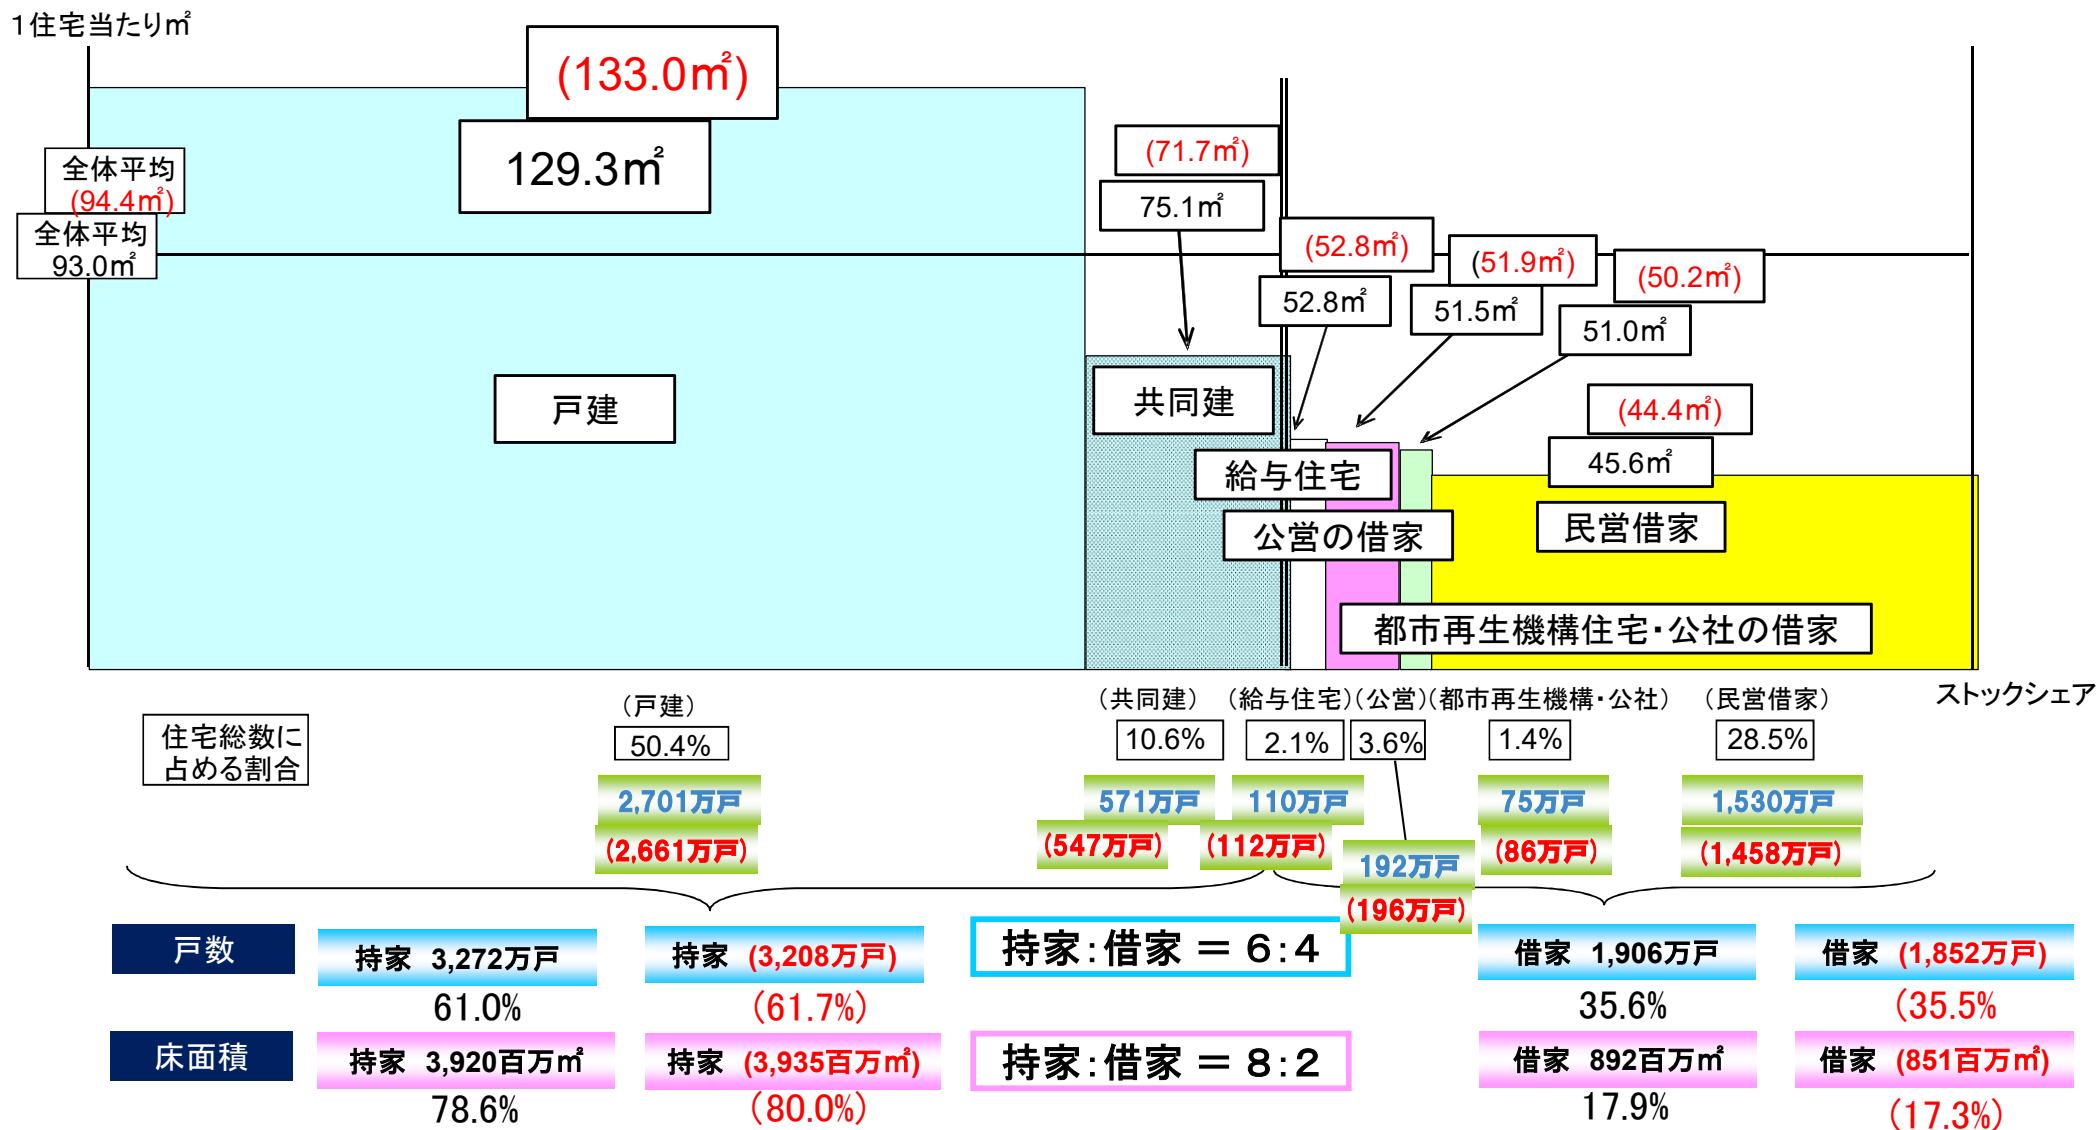 １住宅当たり㎡
(133.0㎡)
129.3㎡
全体平均
(94.4㎡)
全体平均
93.0㎡
(71.7㎡)
75.1㎡
(52.8㎡)
52.8㎡
(51.9㎡)
51.5㎡
(50.2㎡)
51.0㎡
(44.4㎡)
45.6㎡
戸建
共同建
給与住宅
公営の借家
民営借家
都市再生機構住宅・公社の借家
ストックシェア
住宅総数に
占める割合
（戸建）
（共同建）
（給与住宅）
（公営）
（都市再生機構・公社）
（民営借家）
50.4%
10.6%
2.1%
3.6%
1.4%
28.5%
2,701万戸
571万戸
110万戸
75万戸
1,530万戸
(2,661万戸)
(547万戸)
(112万戸)
192万戸
(86万戸)
(1,458万戸)
(196万戸)
戸数
持家 3,272万戸
持家 (3,208万戸)
持家：借家 ＝ ６：４
借家 1,906万戸
借家 (1,852万戸)
61.0%
(61.7%)
35.6%
(35.5%
床面積
持家 3,920百万㎡
持家 (3,935百万㎡)
持家：借家 ＝ ８：２
借家 892百万㎡
借家 (851百万㎡)
78.6%
(80.0%)
17.9%
(17.3%)